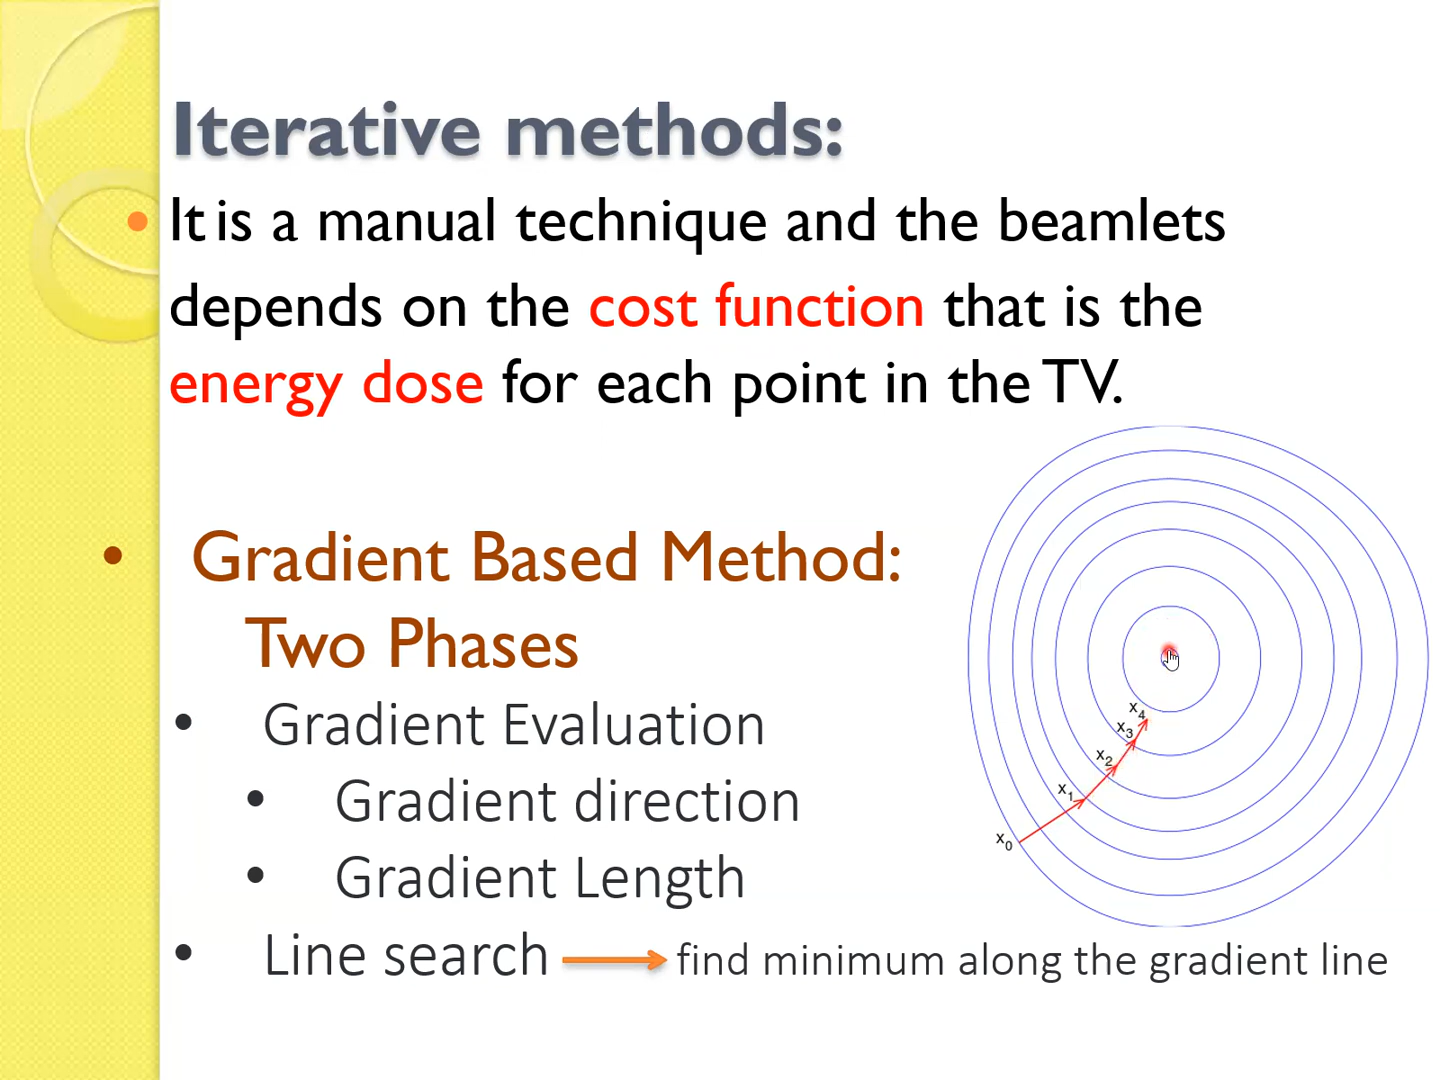 Iterative methods:
• It is a manual technique and the beamlets
depends on the cost function that is the
energy dose for each point in the TV.
• Gradient Based Method:
Two Phases
• Gradient Evaluation
• Gradient direction
• Gradient Length
• Line search → find minimum along the gradient line
x4
x3
x2
x1
x0